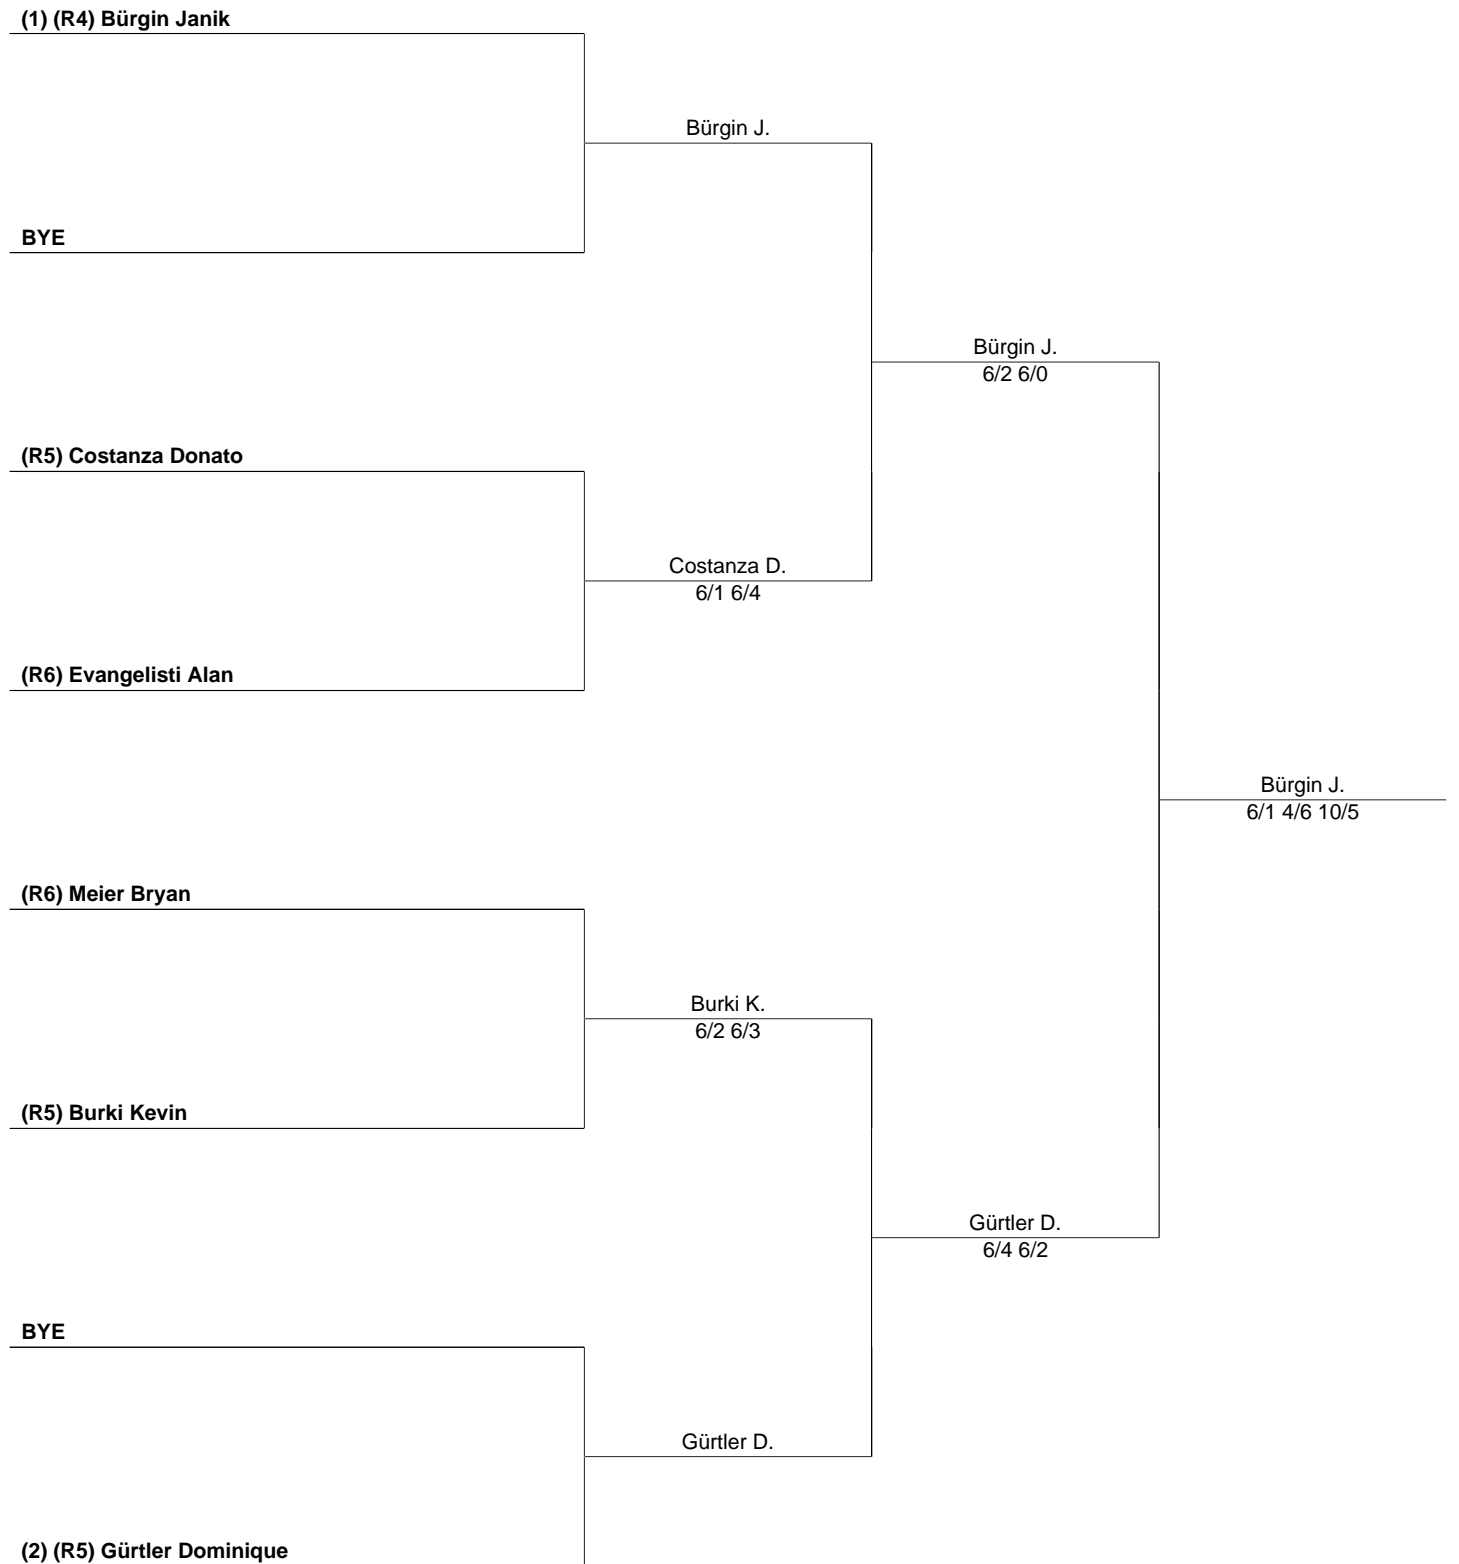 (1) (R4) Bürgin Janik
Bürgin J.
BYE
Bürgin J.
6/2 6/0
(R5) Costanza Donato
Costanza D.
6/1 6/4
(R6) Evangelisti Alan
Bürgin J.
6/1 4/6 10/5
(R6) Meier Bryan
Burki K.
6/2 6/3
(R5) Burki Kevin
Gürtler D.
6/4 6/2
BYE
Gürtler D.
(2) (R5) Gürtler Dominique